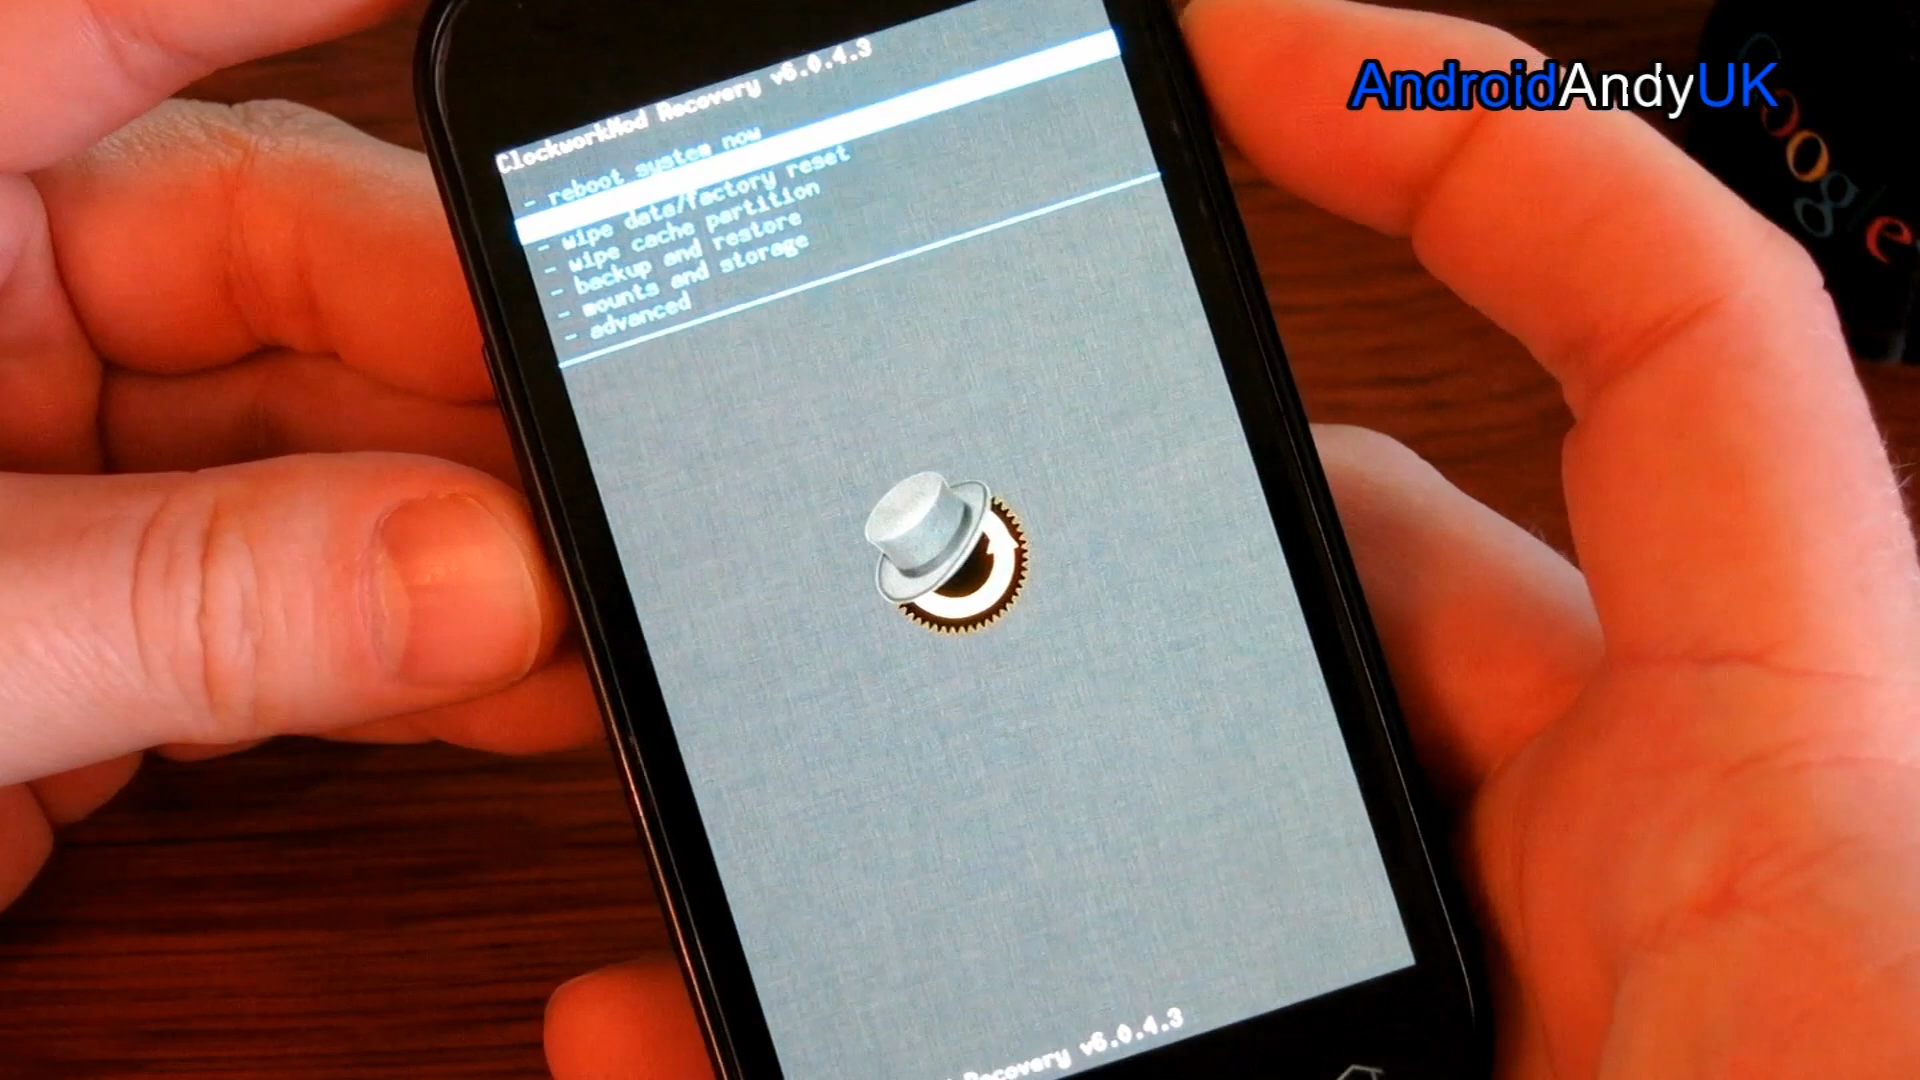 AndroidAndyUK
ClockworkMod Recovery v6.0.4.3
- reboot system now
- wipe data/factory reset
- wipe cache partition
- backup and restore
- mounts and storage
- advanced
Google
Recovery v6.0.4.3